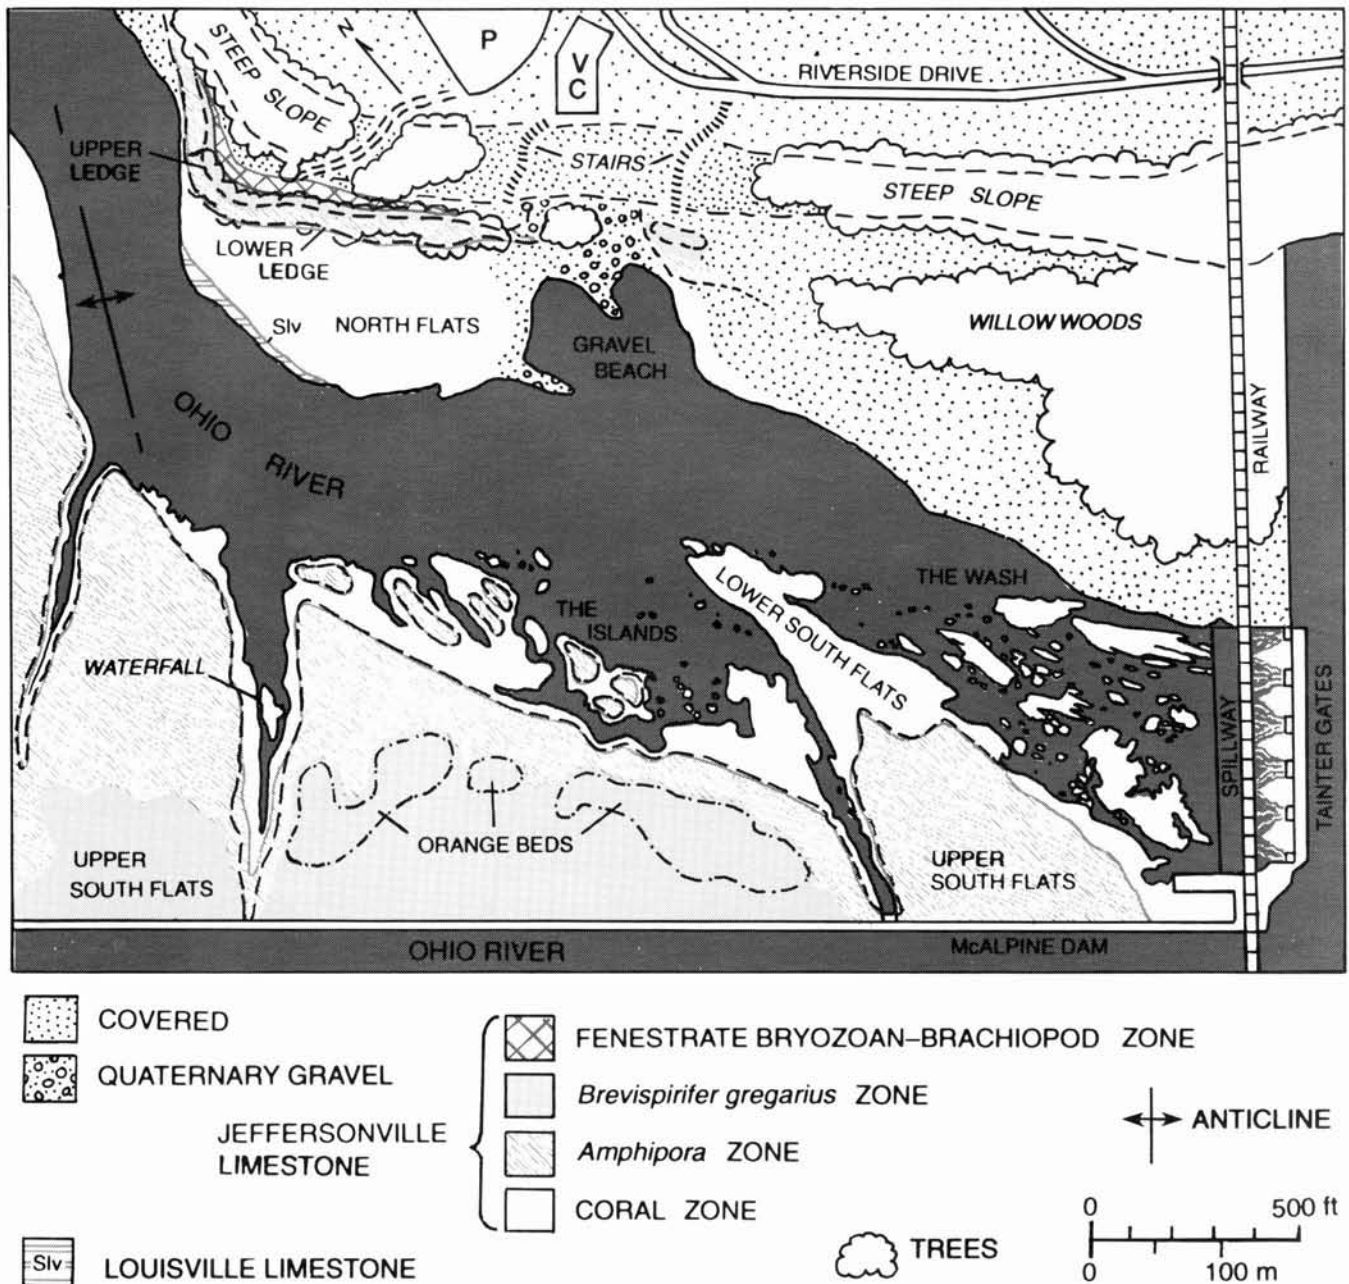 STEEP
SLOPE
N
P
V
C
RIVERSIDE DRIVE
UPPER
LEDGE
STAIRS
STEEP SLOPE
LOWER
LEDGE
Slv
NORTH FLATS
GRAVEL
BEACH
WILLOW WOODS
RAILWAY
OHIO
RIVER
THE WASH
LOWER SOUTH FLATS
THE
ISLANDS
WATERFALL
SPILLWAY
TAINTER GATES
ORANGE BEDS
UPPER
SOUTH FLATS
UPPER
SOUTH FLATS
OHIO RIVER
McALPINE DAM
COVERED
QUATERNARY GRAVEL
JEFFERSONVILLE
LIMESTONE
FENESTRATE BRYOZOAN–BRACHIOPOD ZONE
Brevispirifer gregarius ZONE
Amphipora ZONE
CORAL ZONE
ANTICLINE
Slv
LOUISVILLE LIMESTONE
TREES
0 500 ft
0 100 m